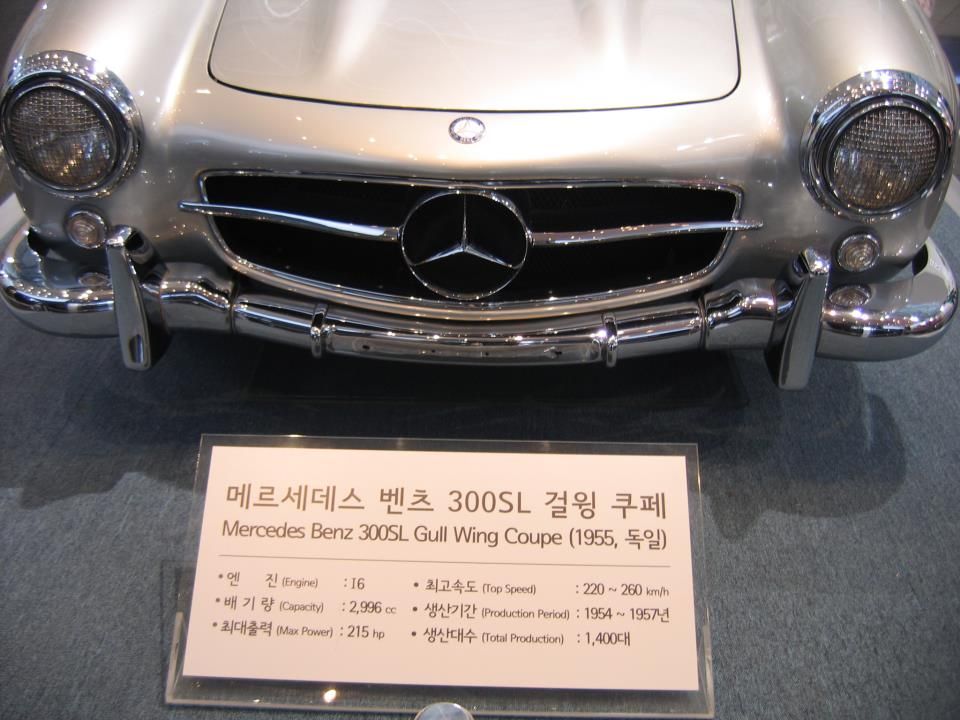 메르세데스 벤츠 300SL 걸윙 쿠페
Mercedes Benz 300SL Gull Wing Coupe (1955, 독일)
• 엔 진 (Engine) : I6
• 배 기 량 (Capacity) : 2,996 cc
• 최대출력 (Max Power) : 215 hp
• 최고속도 (Top Speed) : 220 ~ 260 km/h
• 생산기간 (Production Period) : 1954 ~ 1957년
• 생산대수 (Total Production) : 1,400대